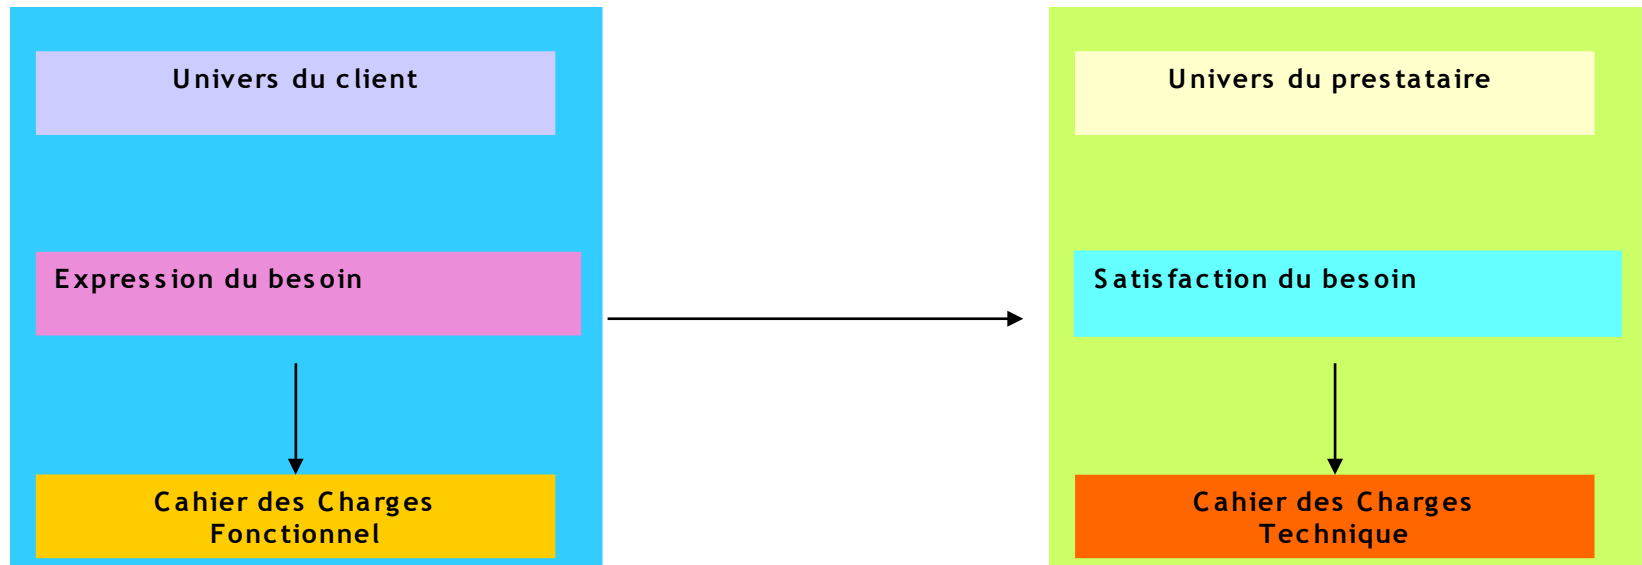 Univers du client
Univers du prestataire
Expression du besoin
Satisfaction du besoin
Cahier des Charges
Fonctionnel
Cahier des Charges
Technique